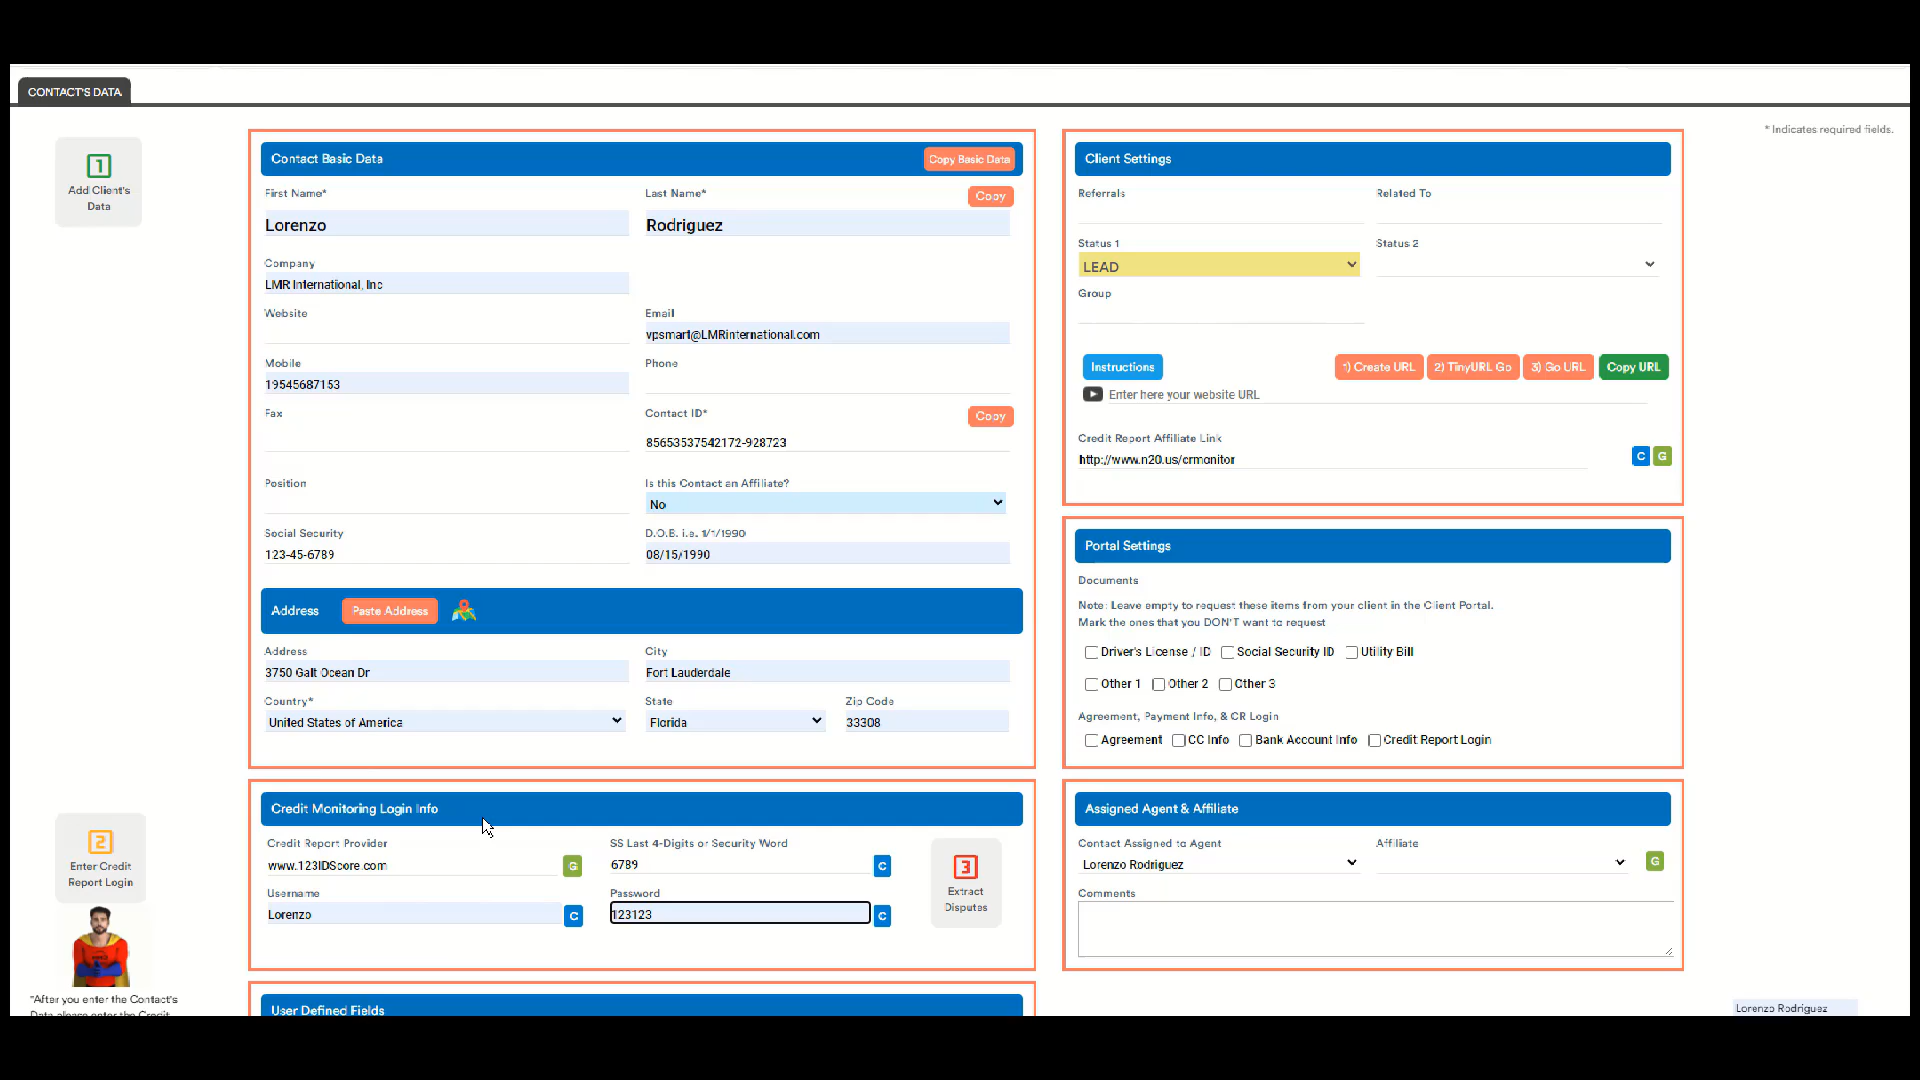 CONTACT'S DATA
* Indicates required fields.
1
Add Client's
Data
Contact Basic Data
Copy Basic Data
First Name*
Last Name*
Copy
Lorenzo
Rodriguez
Company
LMR International, Inc
Website
Email
vpsmart@LMRinternational.com
Mobile
Phone
19545687153
Fax
Contact ID*
Copy
85653537542172-928723
Position
Is this Contact an Affiliate?
No
Social Security
D.O.B. i.e. 1/1/1990
123-45-6789
08/15/1990
Address
Paste Address
Address
City
3750 Galt Ocean Dr
Fort Lauderdale
Country*
State
Zip Code
United States of America
Florida
33308
Client Settings
Referrals
Related To
Status 1
Status 2
LEAD
Group
Instructions
1) Create URL
2) TinyURL Go
3) Go URL
Copy URL
Enter here your website URL
Credit Report Affiliate Link
http://www.n20.us/crmonitor
C
G
Portal Settings
Documents
Note: Leave empty to request these items from your client in the Client Portal.
Mark the ones that you DON'T want to request
Driver's License / ID
Social Security ID
Utility Bill
Other 1
Other 2
Other 3
Agreement, Payment Info, & CR Login
Agreement
CC Info
Bank Account Info
Credit Report Login
2
Enter Credit
Report Login
*After you enter the Contact's
Data please enter the Credit
Credit Monitoring Login Info
Credit Report Provider
SS Last 4-Digits or Security Word
www.123IDScore.com
G
6789
C
Username
Password
Lorenzo
C
123123
C
3
Extract
Disputes
Assigned Agent & Affiliate
Contact Assigned to Agent
Affiliate
Lorenzo Rodriguez
G
Comments
User Defined Fields
Lorenzo Rodriguez